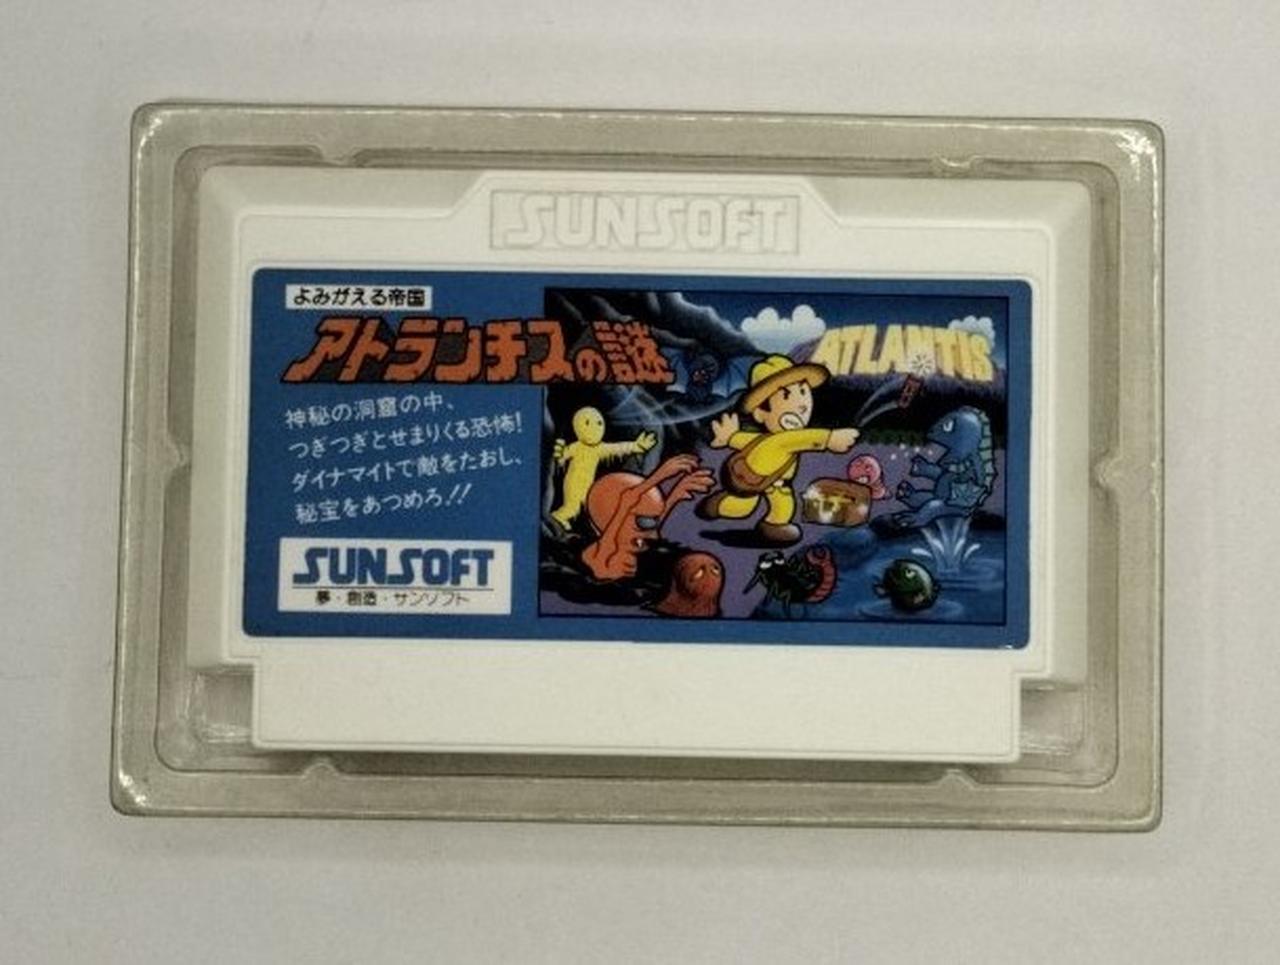 SUNSOFT
よみがえる帝国
アトランチスの謎
ATLANTIS
神秘の洞窟の中、
つぎつぎとせまりくる恐怖!
ダイナマイトで敵をたおし、
秘宝をあつめろ!!
SUNSOFT
夢・創造・サンソフト